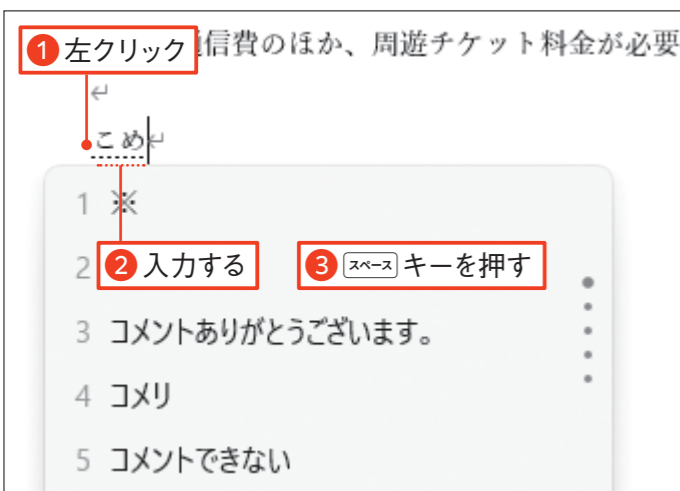 1 左クリック
信費のほか、周遊チケット料金が必要
こめ
1 ※
2
2 入力する
3 スペース キーを押す
3 コメントありがとうございます。
4 コメリ
5 コメントできない